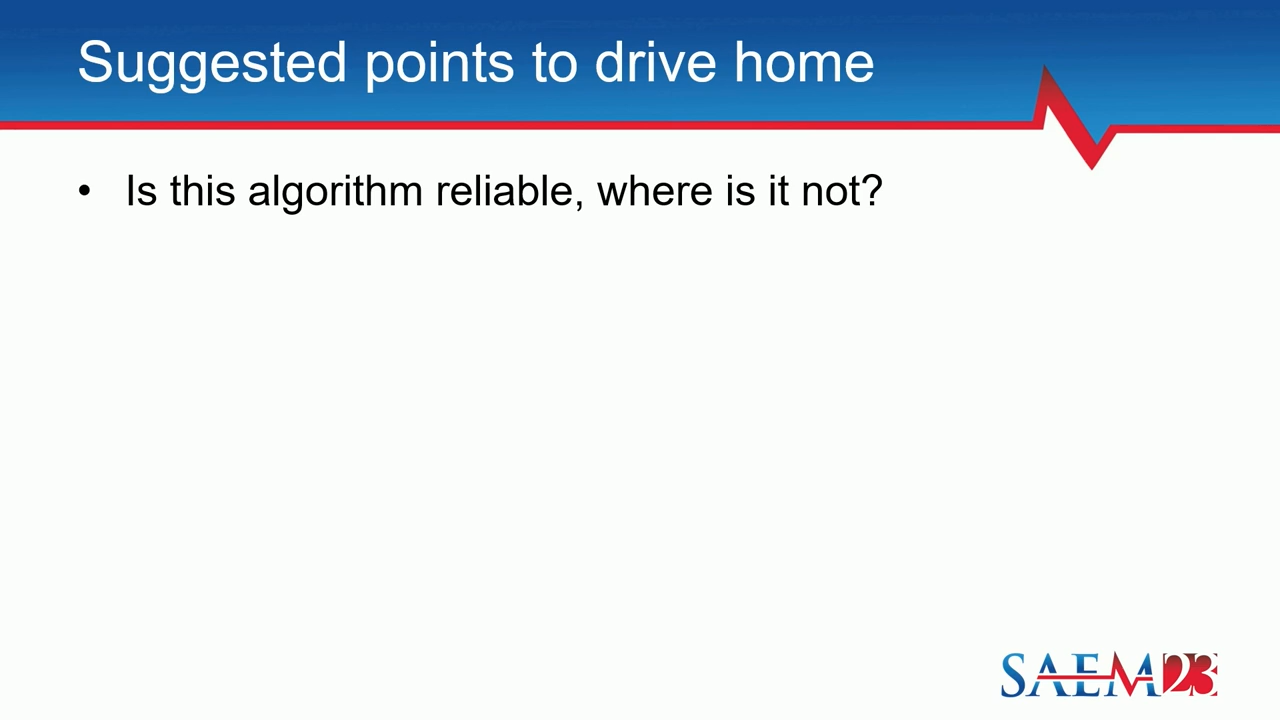 Suggested points to drive home
• Is this algorithm reliable, where is it not?
SAEM23